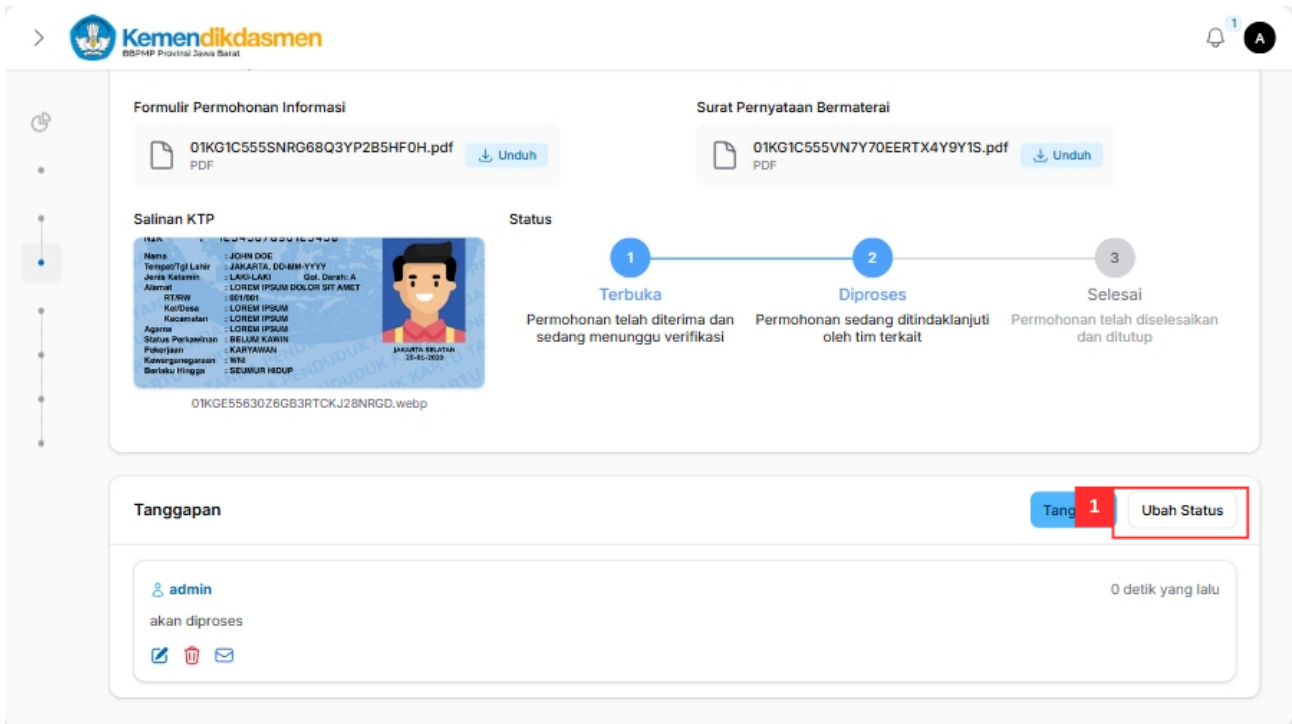 Kemendikdasmen
BBPMP Provinsi Jawa Barat
1
A
Formulir Permohonan Informasi
Surat Pernyataan Bermaterai
01KG1C555SNRG68Q3YP2B5HF0H.pdf
PDF
Unduh
01KG1C555VN7Y70EERTX4Y9Y1S.pdf
PDF
Unduh
Salinan KTP
Status
Nama : JOHN DOE
Tempat/Tgl Lahir : JAKARTA, DD-MM-YYYY
Jenis Kelamin : LAKI-LAKI Gol. Darah: A
Alamat : LOREM IPSUM DOLOR SIT AMET
RT/RW : 001/001
Kel/Desa : LOREM IPSUM
Kecamatan : LOREM IPSUM
Agama : LOREM IPSUM
Status Perkawinan : BELUM KAWIN
Pekerjaan : KARYAWAN
Kewarganegaraan : WNI
Berlaku Hingga : SEUMUR HIDUP
JAKARTA SELATAN
01KGE55630Z6GB3RTCKJ28NRGD.webp
1
Terbuka
Permohonan telah diterima dan
sedang menunggu verifikasi
2
Diproses
Permohonan sedang ditindaklanjuti
oleh tim terkait
3
Selesai
Permohonan telah diselesaikan
dan ditutup
Tanggapan
Tang
1
Ubah Status
admin
0 detik yang lalu
akan diproses